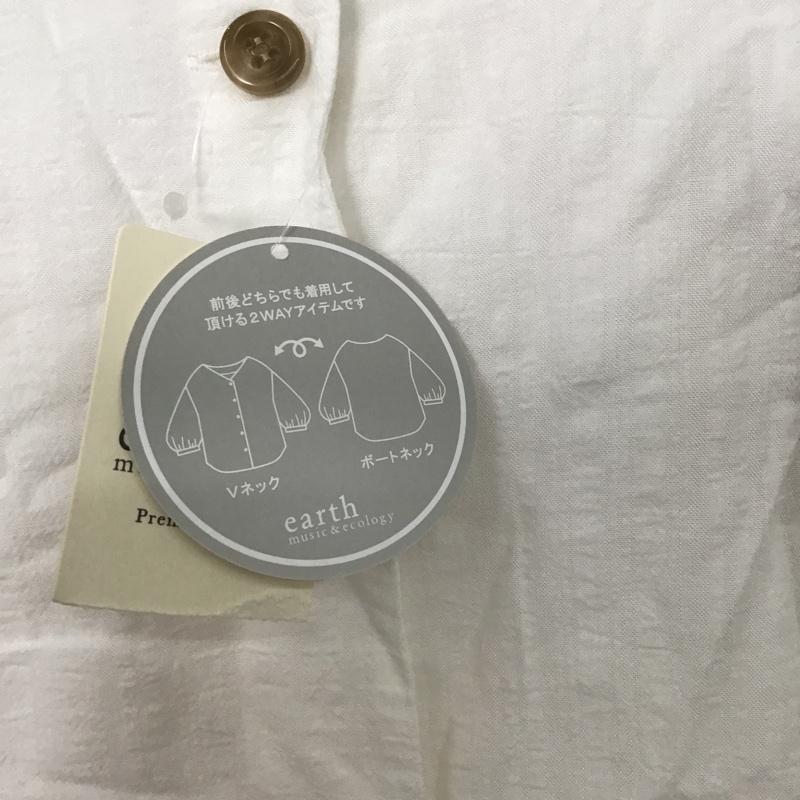 前後どちらでも着用して
頂ける2WAYアイテムです
Vネック
ボートネック
earth
music&ecology